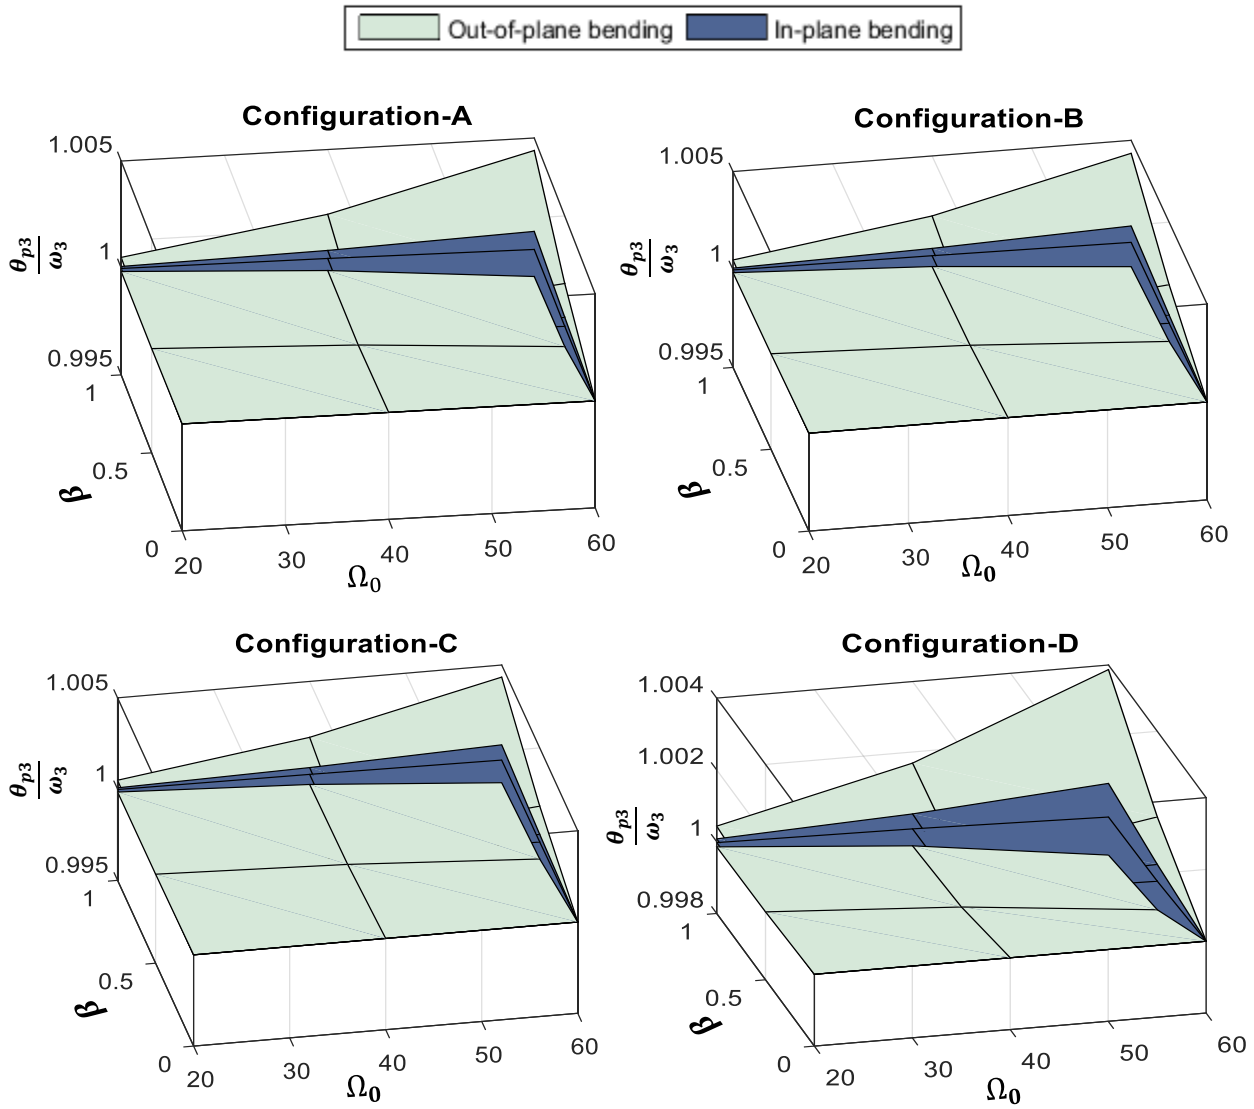 Out-of-plane bending In-plane bending
Configuration-A
1.005
1
0.995
θp3
ω3
1
0.5
0
β
20
30
40
50
60
Ω0
Configuration-B
1.005
1
0.995
θp3
ω3
1
0.5
0
β
20
30
40
50
60
Ω0
Configuration-C
1.005
1
0.995
θp3
ω3
1
0.5
0
β
20
30
40
50
60
Ω0
Configuration-D
1.004
1.002
1
0.998
θp3
ω3
1
0.5
0
β
20
30
40
50
60
Ω0